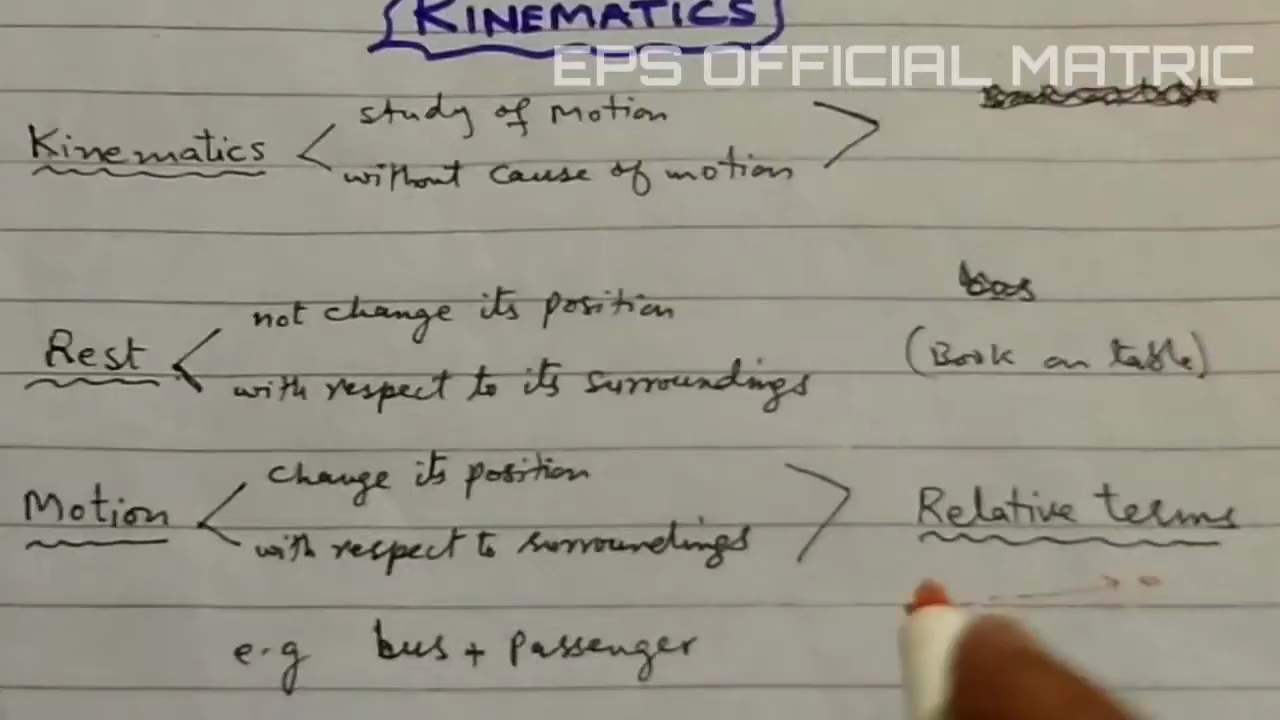 KINEMATICS
EPS OFFICIAL MATRIC
study of motion
Kinematics
without cause of motion
not change its position
Rest
(Book on table)
with respect to its surroundings
change its position
Motion
Relative terms
with respect to surroundings
e.g bus + passenger